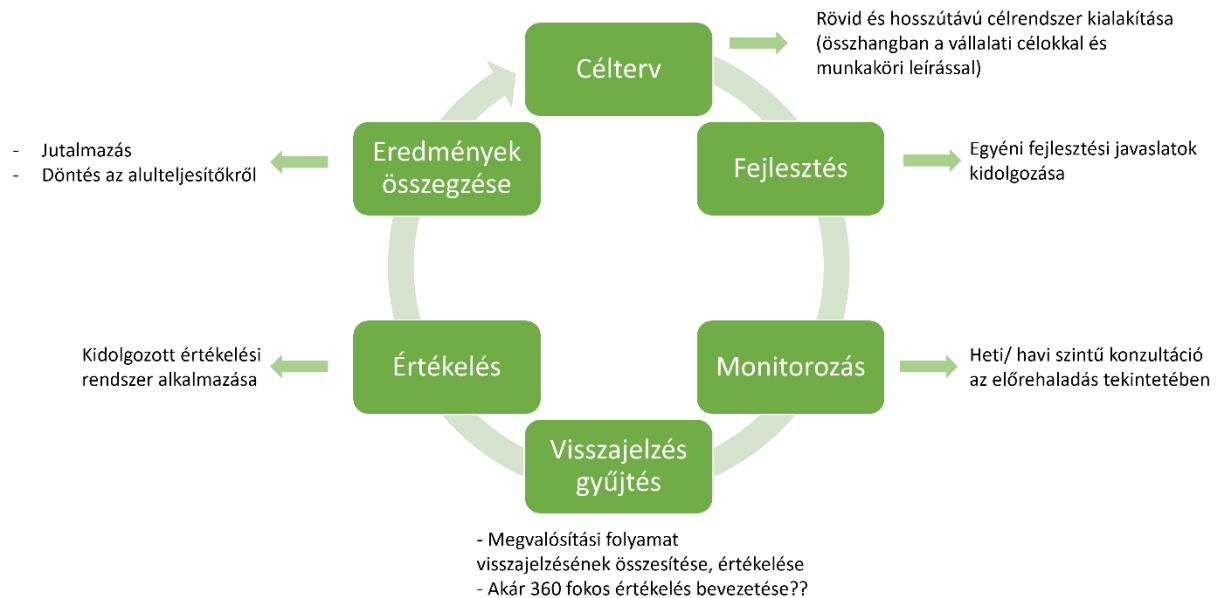 Célterv
Rövid és hosszútávú célrendszer kialakítása
(összhangban a vállalati célokkal és
munkaköri leírással)
Fejlesztés
Egyéni fejlesztési javaslatok
kidolgozása
Monitorozás
Heti/ havi szintű konzultáció
az előrehaladás tekintetében
Visszajelzés
gyűjtés
- Megvalósítási folyamat
visszajelzésének összesítése, értékelése
- Akár 360 fokos értékelés bevezetése??
Értékelés
Kidolgozott értékelési
rendszer alkalmazása
Eredmények
összegzése
- Jutalmazás
- Döntés az alulteljesítőkről